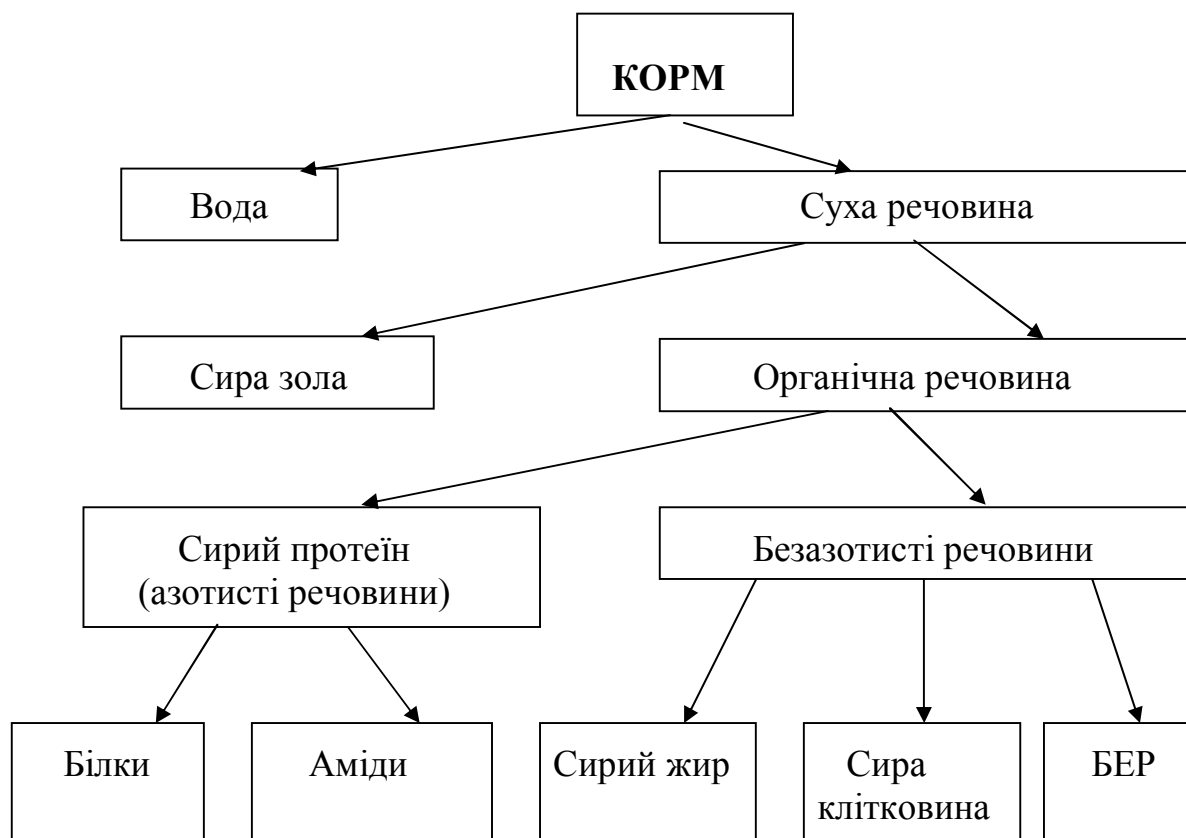 КОРМ
Вода
Суха речовина
Сира зола
Органічна речовина
Сирий протеїн
(азотисті речовини)
Безазотисті речовини
Білки
Аміди
Сирий жир
Сира
клітковина
БЕР